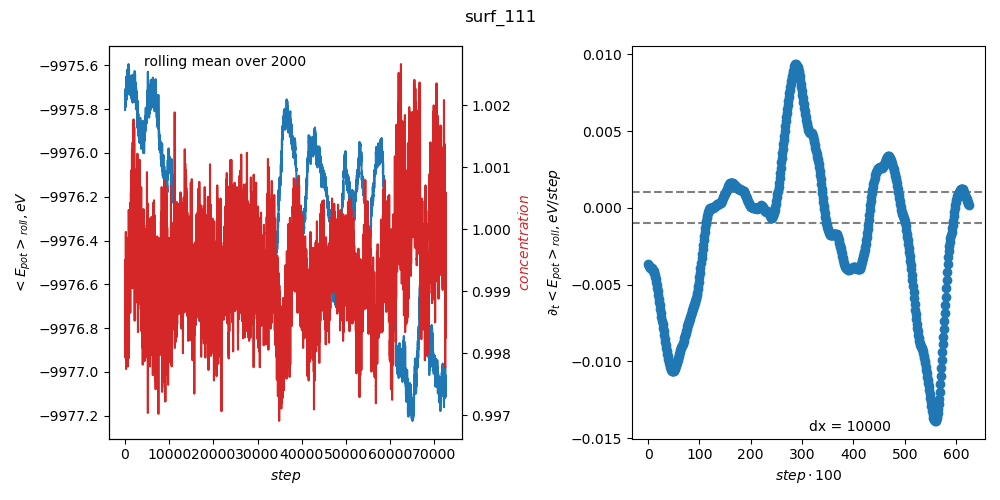 surf_111
rolling mean over 2000
−9975.6
−9975.8
−9976.0
−9976.2
−9976.4
−9976.6
−9976.8
−9977.0
−9977.2
< E_pot >_roll, eV
0 10000 20000 30000 40000 50000 60000 70000
step
1.002
1.001
1.000
0.999
0.998
0.997
concentration
0.010
0.005
0.000
−0.005
−0.010
−0.015
∂_t < E_pot >_roll, eV/step
dx = 10000
0 100 200 300 400 500 600
step · 100